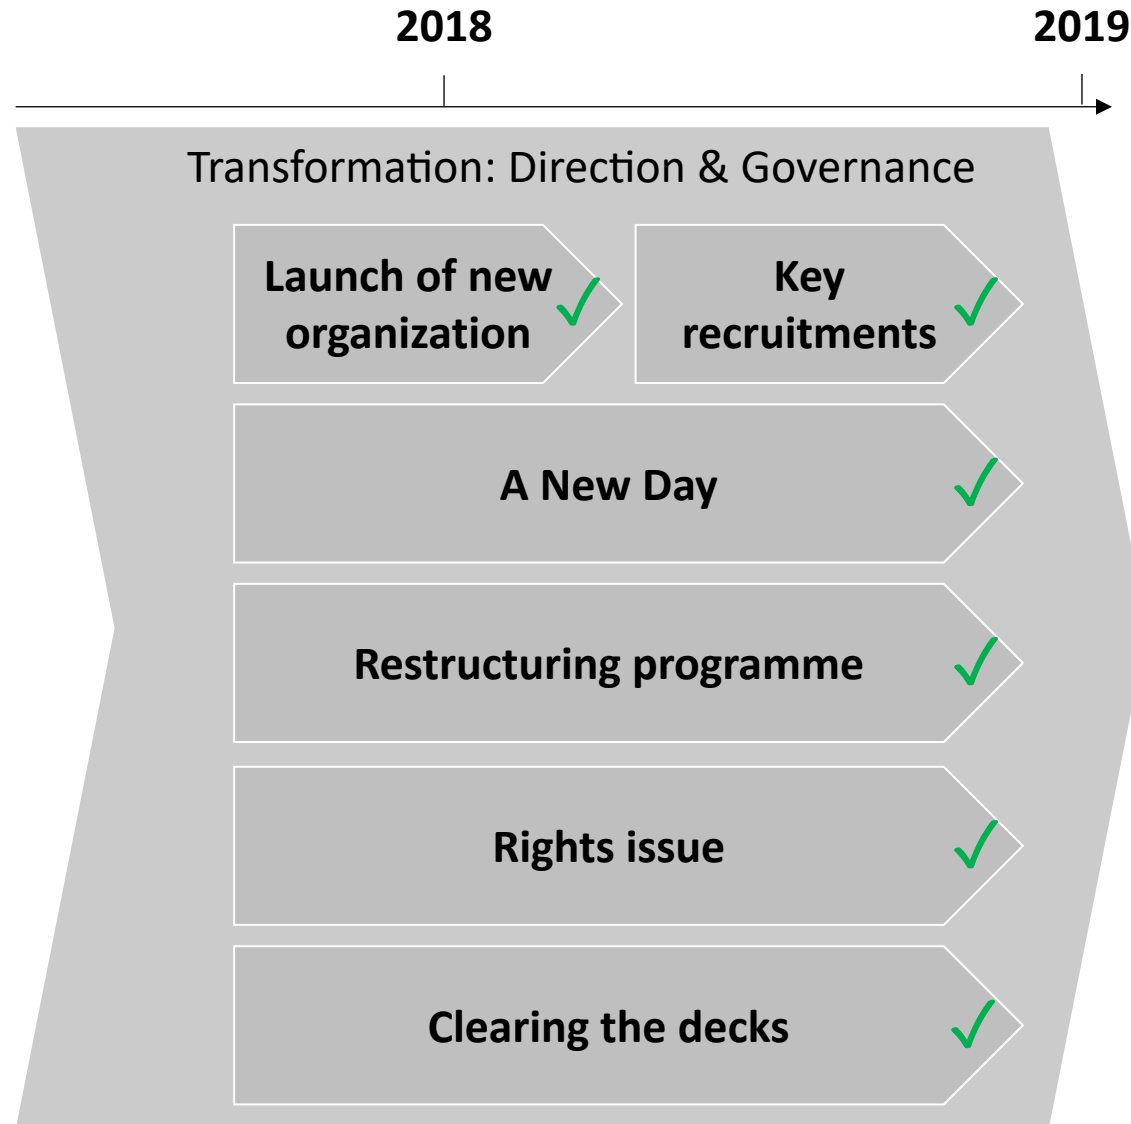 2018
2019
Transformation: Direction & Governance
Launch of new
organization
Key
recruitments
A New Day
Restructuring programme
Rights issue
Clearing the decks